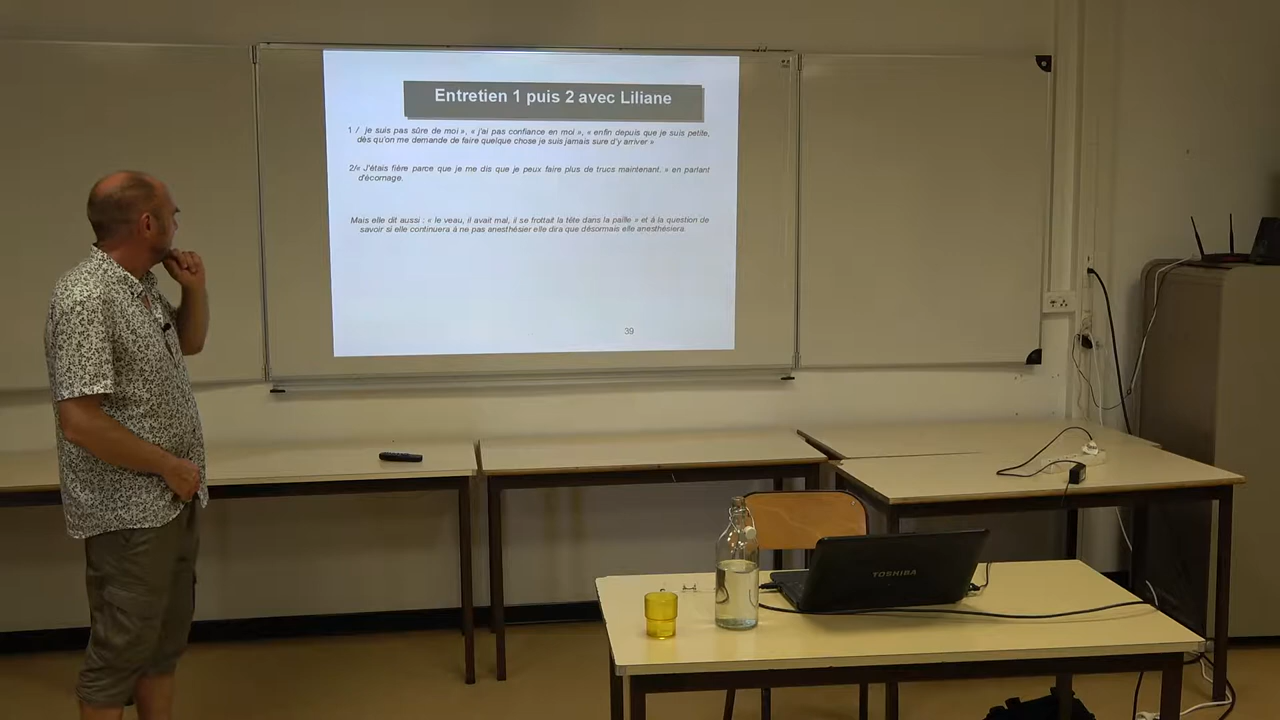 Entretien 1 puis 2 avec Liliane
1 / je suis pas sûre de moi », « j'ai pas confiance en moi », « enfin depuis que je suis petite,
dès qu'on me demande de faire quelque chose je suis jamais sure d'y arriver »
2/« J'étais fière parce que je me dis que je peux faire plus de trucs maintenant. » en parlant
d'écornage.
Mais elle dit aussi : « le veau, il avait mal, il se frottait la tête dans la paille » et à la question de
savoir si elle continuera à ne pas anesthésier elle dira que désormais elle anesthésiera.
39
TOSHIBA